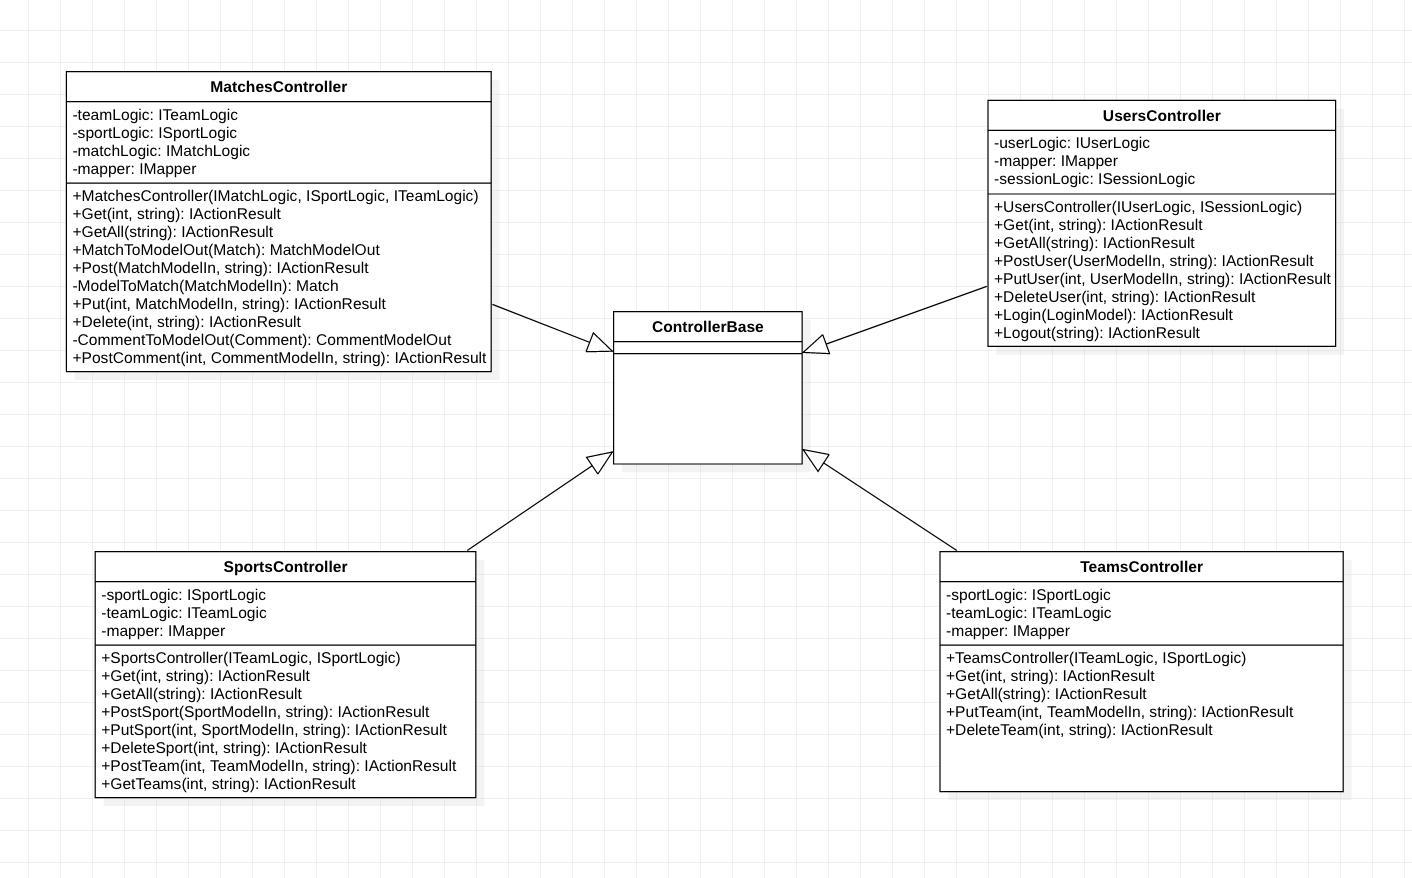 MatchesController
-teamLogic: ITeamLogic
-sportLogic: ISportLogic
-matchLogic: IMatchLogic
-mapper: IMapper
+MatchesController(IMatchLogic, ISportLogic, ITeamLogic)
+Get(int, string): IActionResult
+GetAll(string): IActionResult
+MatchToModelOut(Match): MatchModelOut
+Post(MatchModelIn, string): IActionResult
-ModelToMatch(MatchModelIn): Match
+Put(int, MatchModelIn, string): IActionResult
+Delete(int, string): IActionResult
-CommentToModelOut(Comment): CommentModelOut
+PostComment(int, CommentModelIn, string): IActionResult
UsersController
-userLogic: IUserLogic
-mapper: IMapper
-sessionLogic: ISessionLogic
+UsersController(IUserLogic, ISessionLogic)
+Get(int, string): IActionResult
+GetAll(string): IActionResult
+PostUser(UserModelIn, string): IActionResult
+PutUser(int, UserModelIn, string): IActionResult
+DeleteUser(int, string): IActionResult
+Login(LoginModel): IActionResult
+Logout(string): IActionResult
ControllerBase
SportsController
-sportLogic: ISportLogic
-teamLogic: ITeamLogic
-mapper: IMapper
+SportsController(ITeamLogic, ISportLogic)
+Get(int, string): IActionResult
+GetAll(string): IActionResult
+PostSport(SportModelIn, string): IActionResult
+PutSport(int, SportModelIn, string): IActionResult
+DeleteSport(int, string): IActionResult
+PostTeam(int, TeamModelIn, string): IActionResult
+GetTeams(int, string): IActionResult
TeamsController
-sportLogic: ISportLogic
-teamLogic: ITeamLogic
-mapper: IMapper
+TeamsController(ITeamLogic, ISportLogic)
+Get(int, string): IActionResult
+GetAll(string): IActionResult
+PutTeam(int, TeamModelIn, string): IActionResult
+DeleteTeam(int, string): IActionResult